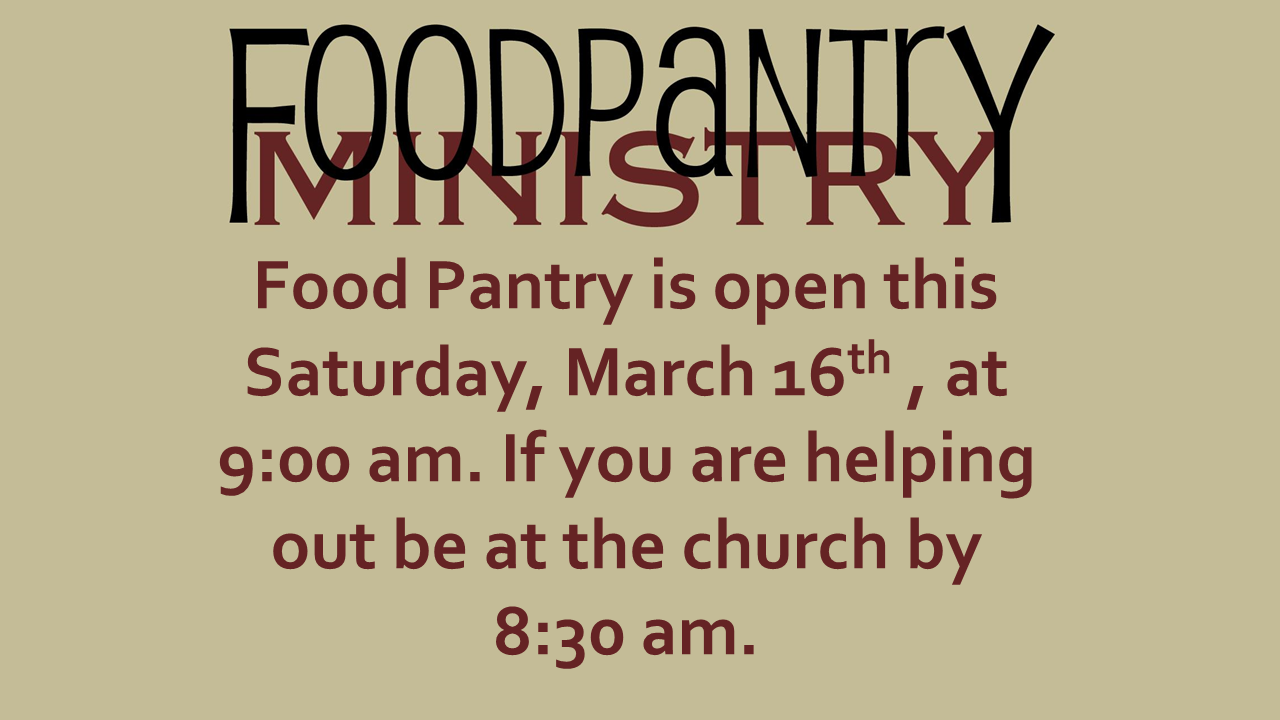 FOODPaNTrY
MINISTRY
Food Pantry is open this
Saturday, March 16th , at
9:00 am. If you are helping
out be at the church by
8:30 am.